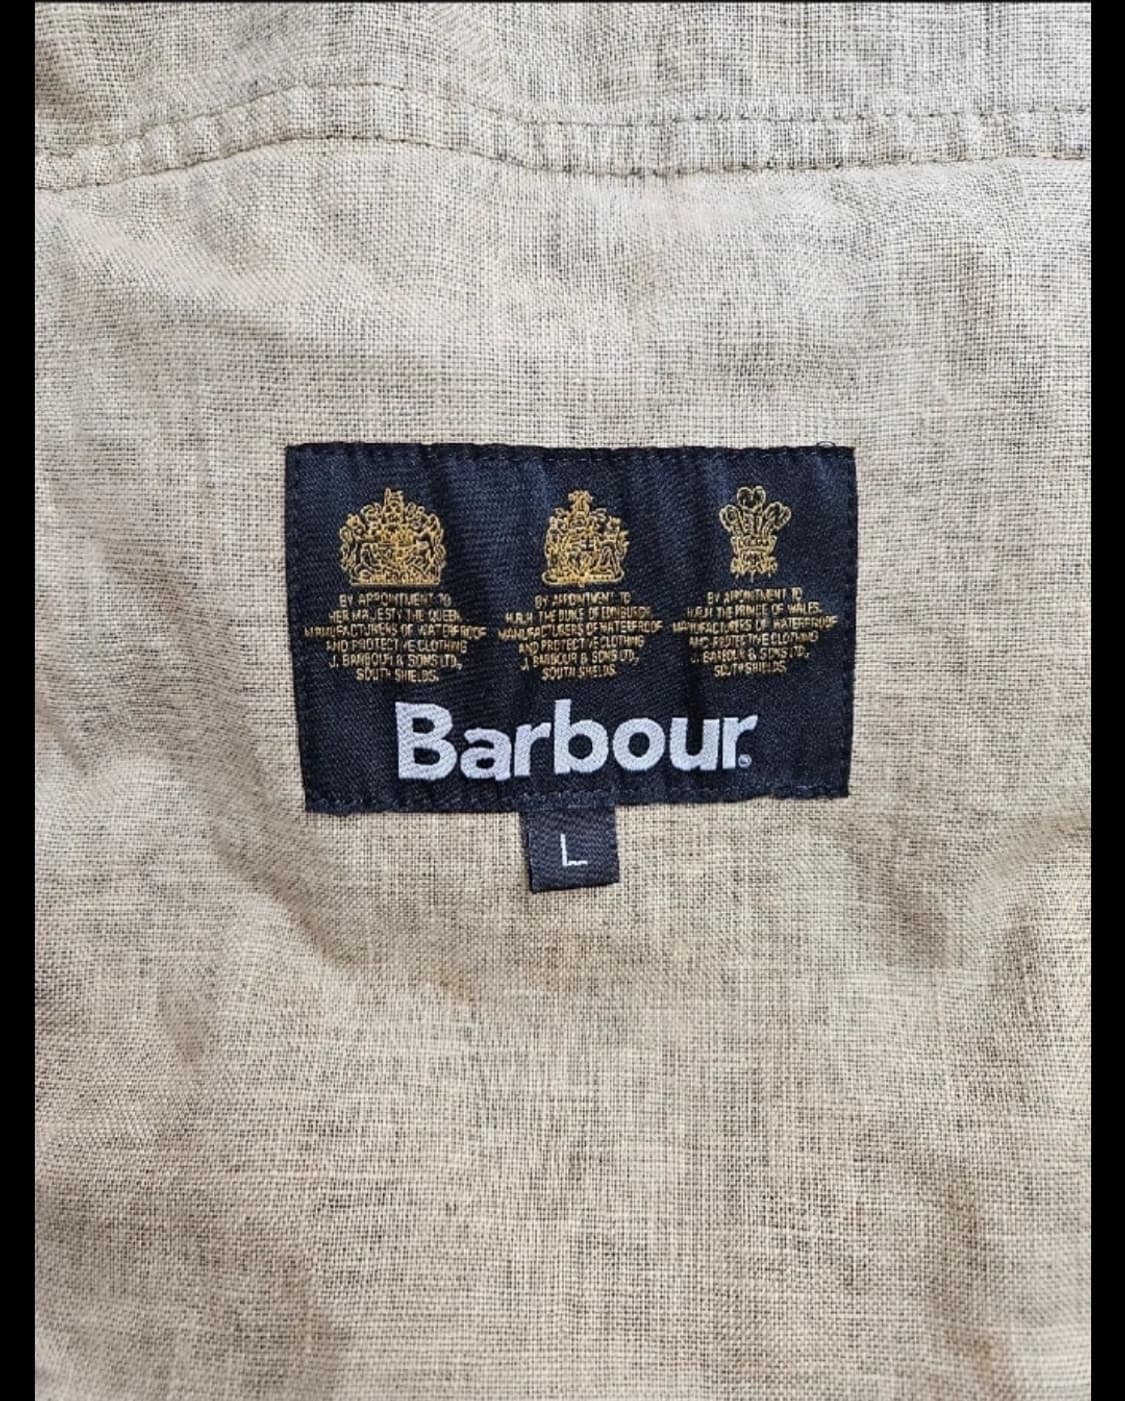 BY APPOINTMENT TO
HER MAJESTY THE QUEEN
MANUFACTURERS OF WATERPROOF
AND PROTECTIVE CLOTHING
J. BARBOUR & SONS LTD,
SOUTH SHIELDS.
BY APPOINTMENT TO
H.R.H. THE DUKE OF EDINBURGH
MANUFACTURERS OF WATERPROOF
AND PROTECTIVE CLOTHING
J. BARBOUR & SONS LTD,
SOUTH SHIELDS.
BY APPOINTMENT TO
H.R.H. THE PRINCE OF WALES
MANUFACTURERS OF WATERPROOF
AND PROTECTIVE CLOTHING
J. BARBOUR & SONS LTD,
SOUTH SHIELDS.
Barbour®
L